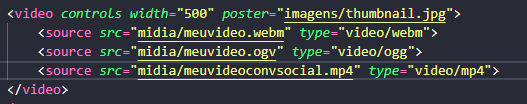 <video controls width="500" poster="imagens/thumbnail.jpg">
<source src="midia/meuvideo.webm" type="video/webm">
<source src="midia/meuvideo.ogv" type="video/ogg">
<source src="midia/meuvideoconvsocial.mp4" type="video/mp4">
</video>